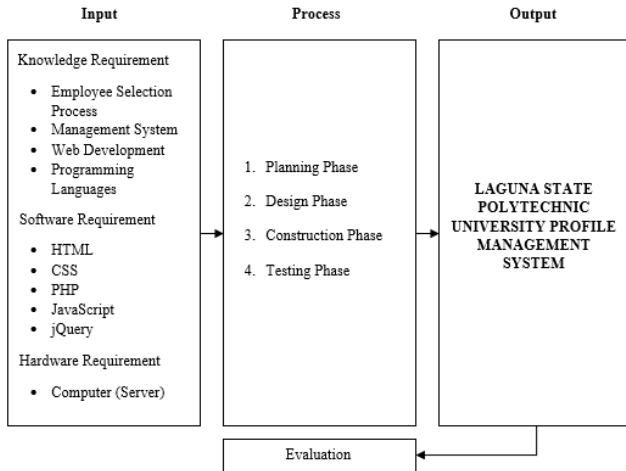 Input
Process
Output
Knowledge Requirement
• Employee Selection
Process
• Management System
• Web Development
• Programming
Languages
Software Requirement
• HTML
• CSS
• PHP
• JavaScript
• jQuery
Hardware Requirement
• Computer (Server)
1. Planning Phase
2. Design Phase
3. Construction Phase
4. Testing Phase
LAGUNA STATE
POLYTECHNIC
UNIVERSITY PROFILE
MANAGEMENT
SYSTEM
Evaluation